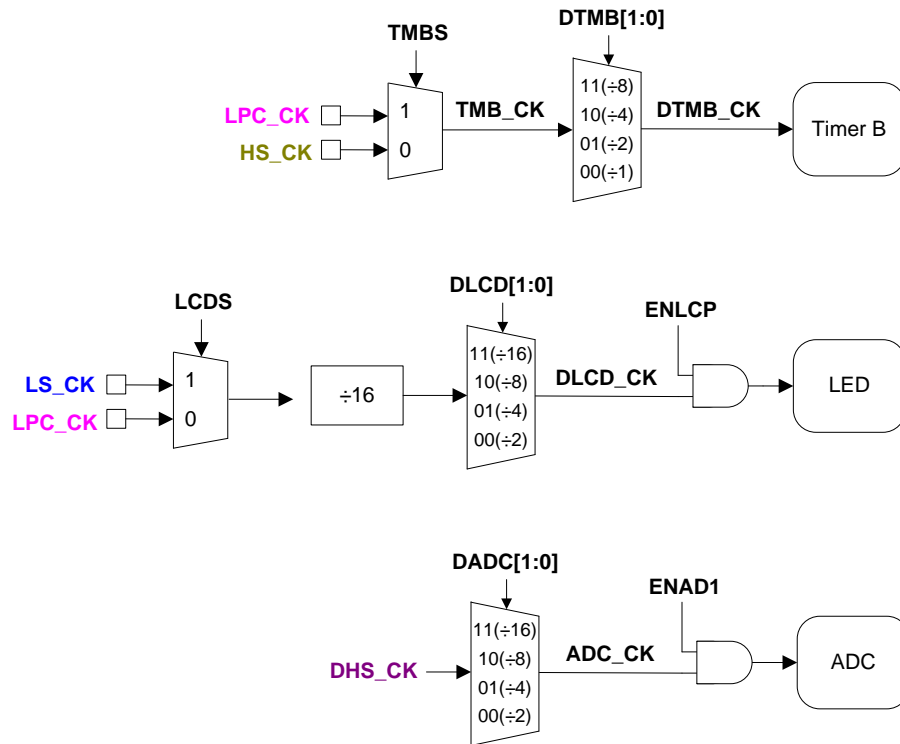 DTMB[1:0]
TMBS
11(÷8)
LPC_CK
1
TMB_CK
10(÷4)
DTMB_CK
Timer B
HS_CK
0
01(÷2)
00(÷1)
DLCD[1:0]
LCDS
ENLCP
11(÷16)
LS_CK
1
÷16
10(÷8)
DLCD_CK
LED
LPC_CK
0
01(÷4)
00(÷2)
DADC[1:0]
ENAD1
11(÷16)
DHS_CK
10(÷8)
ADC_CK
ADC
01(÷4)
00(÷2)